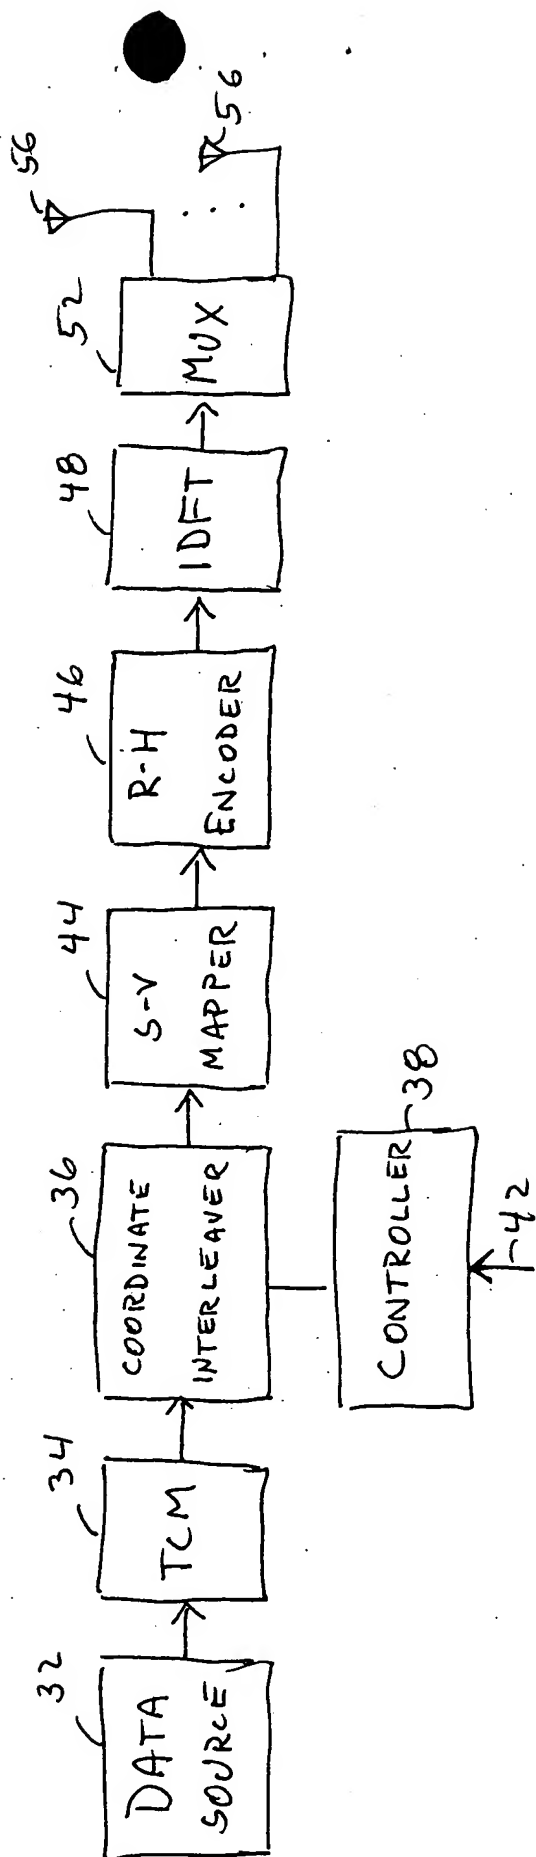 32
DATA
SOURCE
34
TCM
36
COORDINATE
INTERLEAVER
38
CONTROLLER
42
44
S-V
MAPPER
46
R-H
ENCODER
48
IDFT
52
MUX
56
56